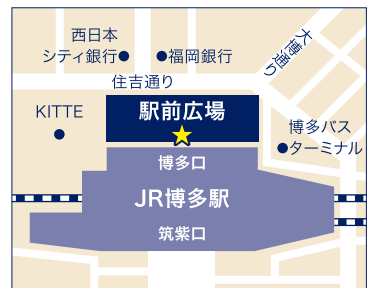 西日本
シティ銀行
福岡銀行
大博通り
住吉通り
KITTE
駅前広場
博多バス
ターミナル
博多口
JR博多駅
筑紫口